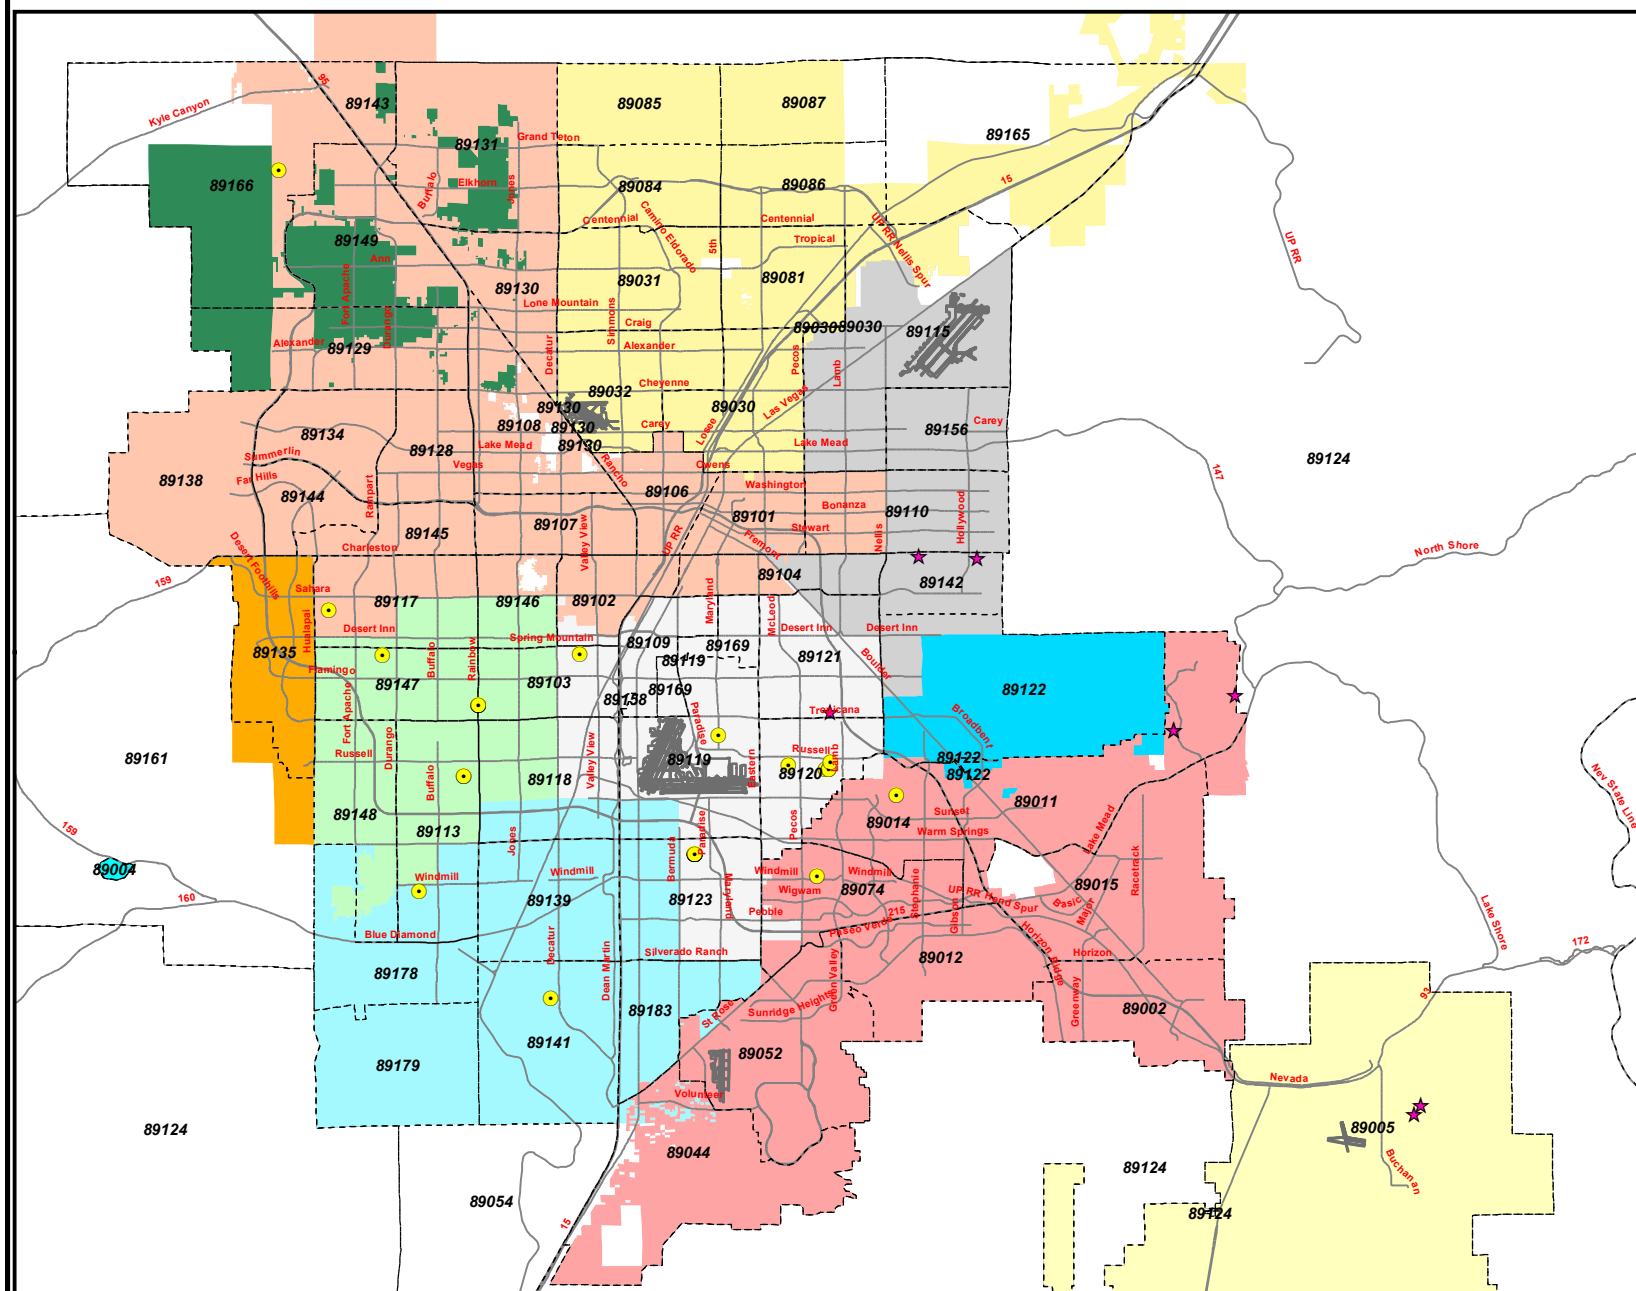 95
Kyle Canyon
89143
89085
89087
89165
Grand Teton
89131
89166
Buffalo
Elkhorn
Jones
89084
89086
15
Centennial
Camino Eldorado
5th
Centennial
UP RR Nellis Spur
UP RR
89149
Ann
Tropical
Fort Apache
89130
89031
89081
Lone Mountain
Simmons
Durango
Craig
89030
89030
89115
Alexander
89129
Decatur
Alexander
Pecos
Lamb
89032
Cheyenne
89130
89030
Las Vegas
89108
89130
Carey
Losee
89156
Carey
89134
89128
Lake Mead
89130
Lake Mead
89124
Summerlin
Vegas
Rancho
Owens
147
Far Hills
89138
89144
Rampart
89106
Washington
89145
89107
Valley View
89101
Bonanza
89110
Hollywood
Stewart
Nellis
Charleston
UP RR
Fremont
North Shore
Desert Foothills
159
Sahara
89117
89146
89102
Maryland
89104
McLeod
89142
Hualapai
Desert Inn
Spring Mountain
89109
89169
Desert Inn
Desert Inn
89135
Flamingo
Buffalo
Rainbow
89119
89121
Boulder
89147
89103
89158
89169
89122
Fort Apache
Paradise
Tropicana
Broadbent
Russell
Durango
Valley View
89119
Russell
Lamb
89122
89161
Buffalo
89118
Eastern
89120
89122
Nev State Line
89148
89113
Jones
Paradise
Pecos
89014
Sunset
89011
Warm Springs
Lake Mead
159
89004
Bermuda
Windmill
Windmill
Maryland
Windmill
Windmill
Wigwam
89074
Stephanie
UP RR Hend Spur
89015
Racetrack
160
89139
89123
Pebble
215
Gibson
Basic
Major
Blue Diamond
Paseo Verde
Lake Shore
Decatur
Dean Martin
Silverado Ranch
Green Valley
89012
Horizon Ridge
Horizon
172
89178
93
89183
St Rose
Sunridge Heights
Greenway
89002
89141
89052
89179
Nevada
Volunteer
89124
89005
89044
89124
Buchanan
89054
15
89124